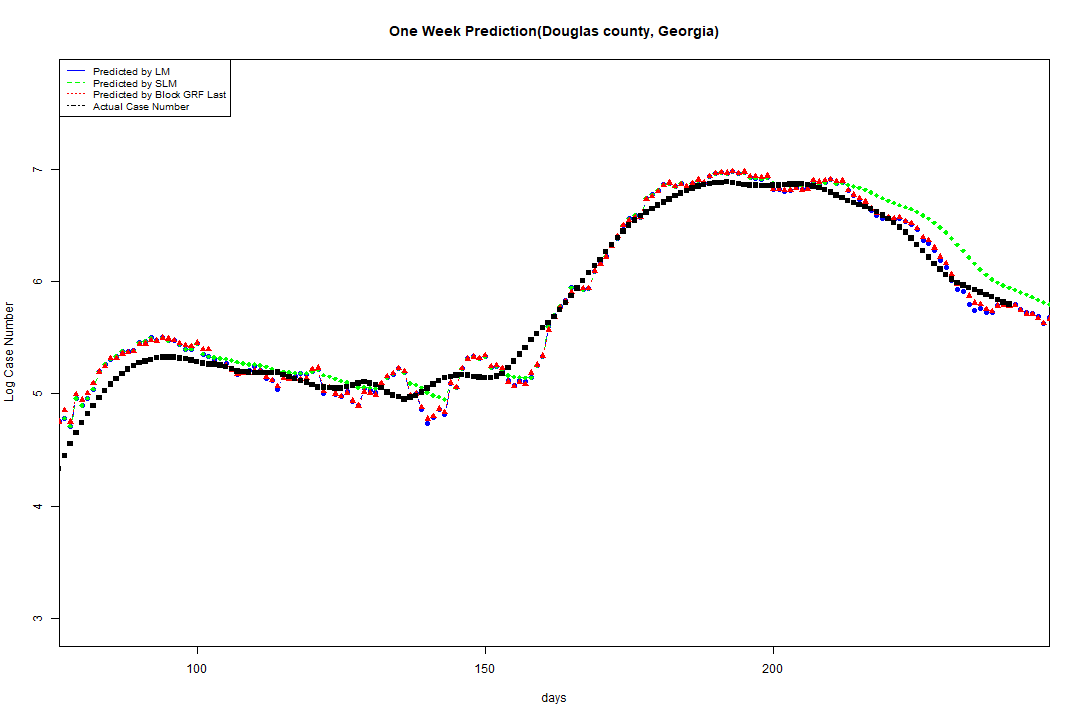 One Week Prediction(Douglas county, Georgia)
Predicted by LM
Predicted by SLM
Predicted by Block GRF Last
Actual Case Number
7
6
5
4
3
Log Case Number
100 150 200
days